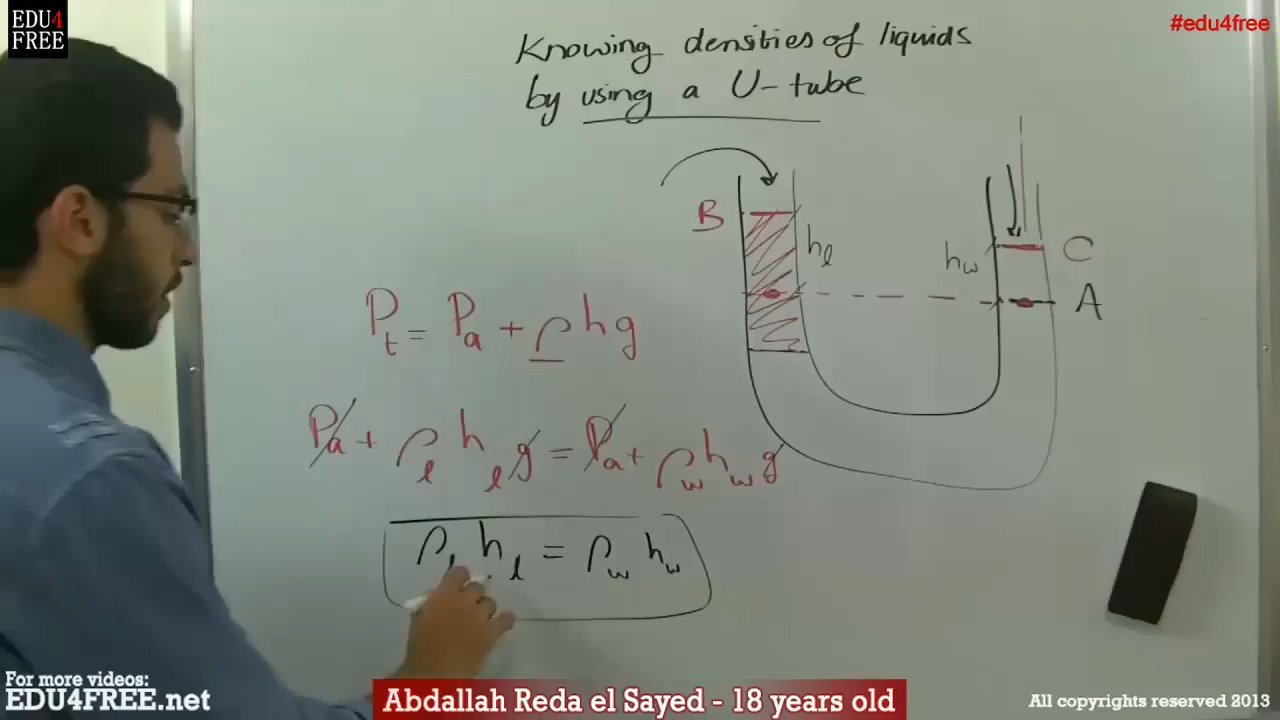 EDU4
FREE
#edu4free
Knowing densities of liquids
by using a U-tube
B
hl
hw
C
A
Pt = Pa + ρhg
Pa + ρl hl g = Pa + ρw hw g
ρl hl = ρw hw
For more videos:
EDU4FREE.net
Abdallah Reda el Sayed - 18 years old
All copyrights reserved 2013